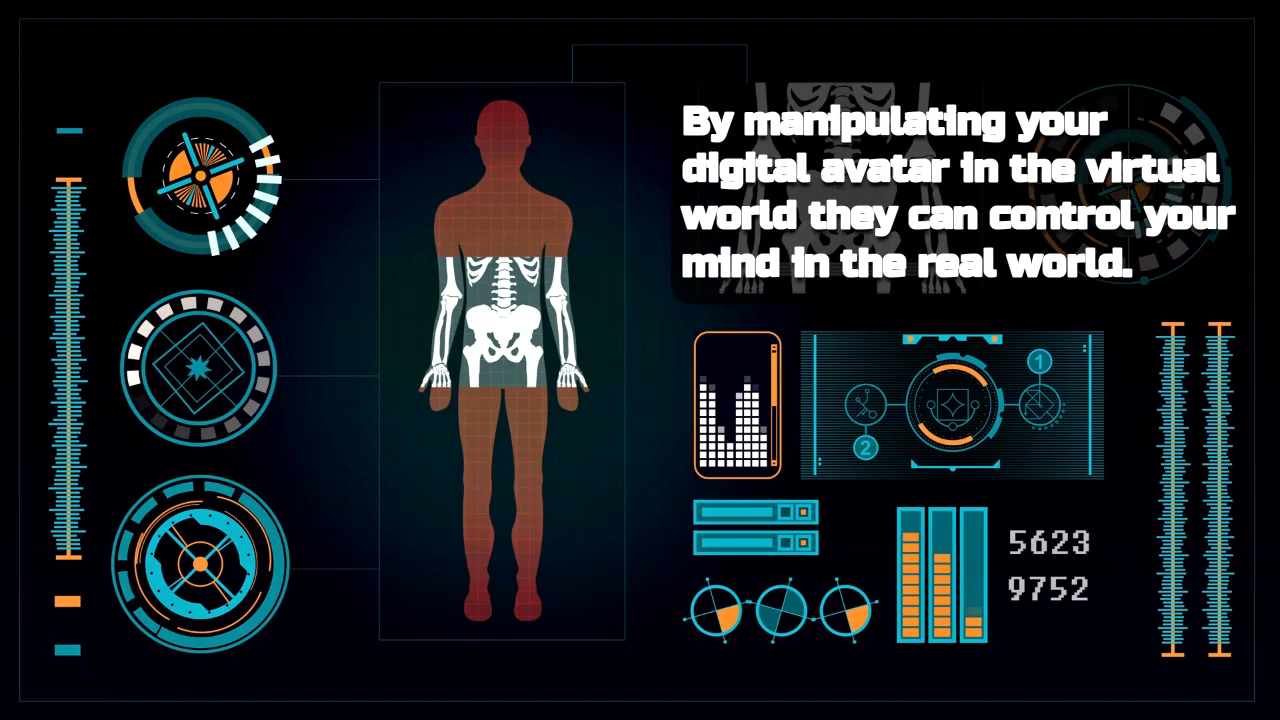 By manipulating your
digital avatar in the virtual
world they can control your
mind in the real world.
1
2
5623
9752